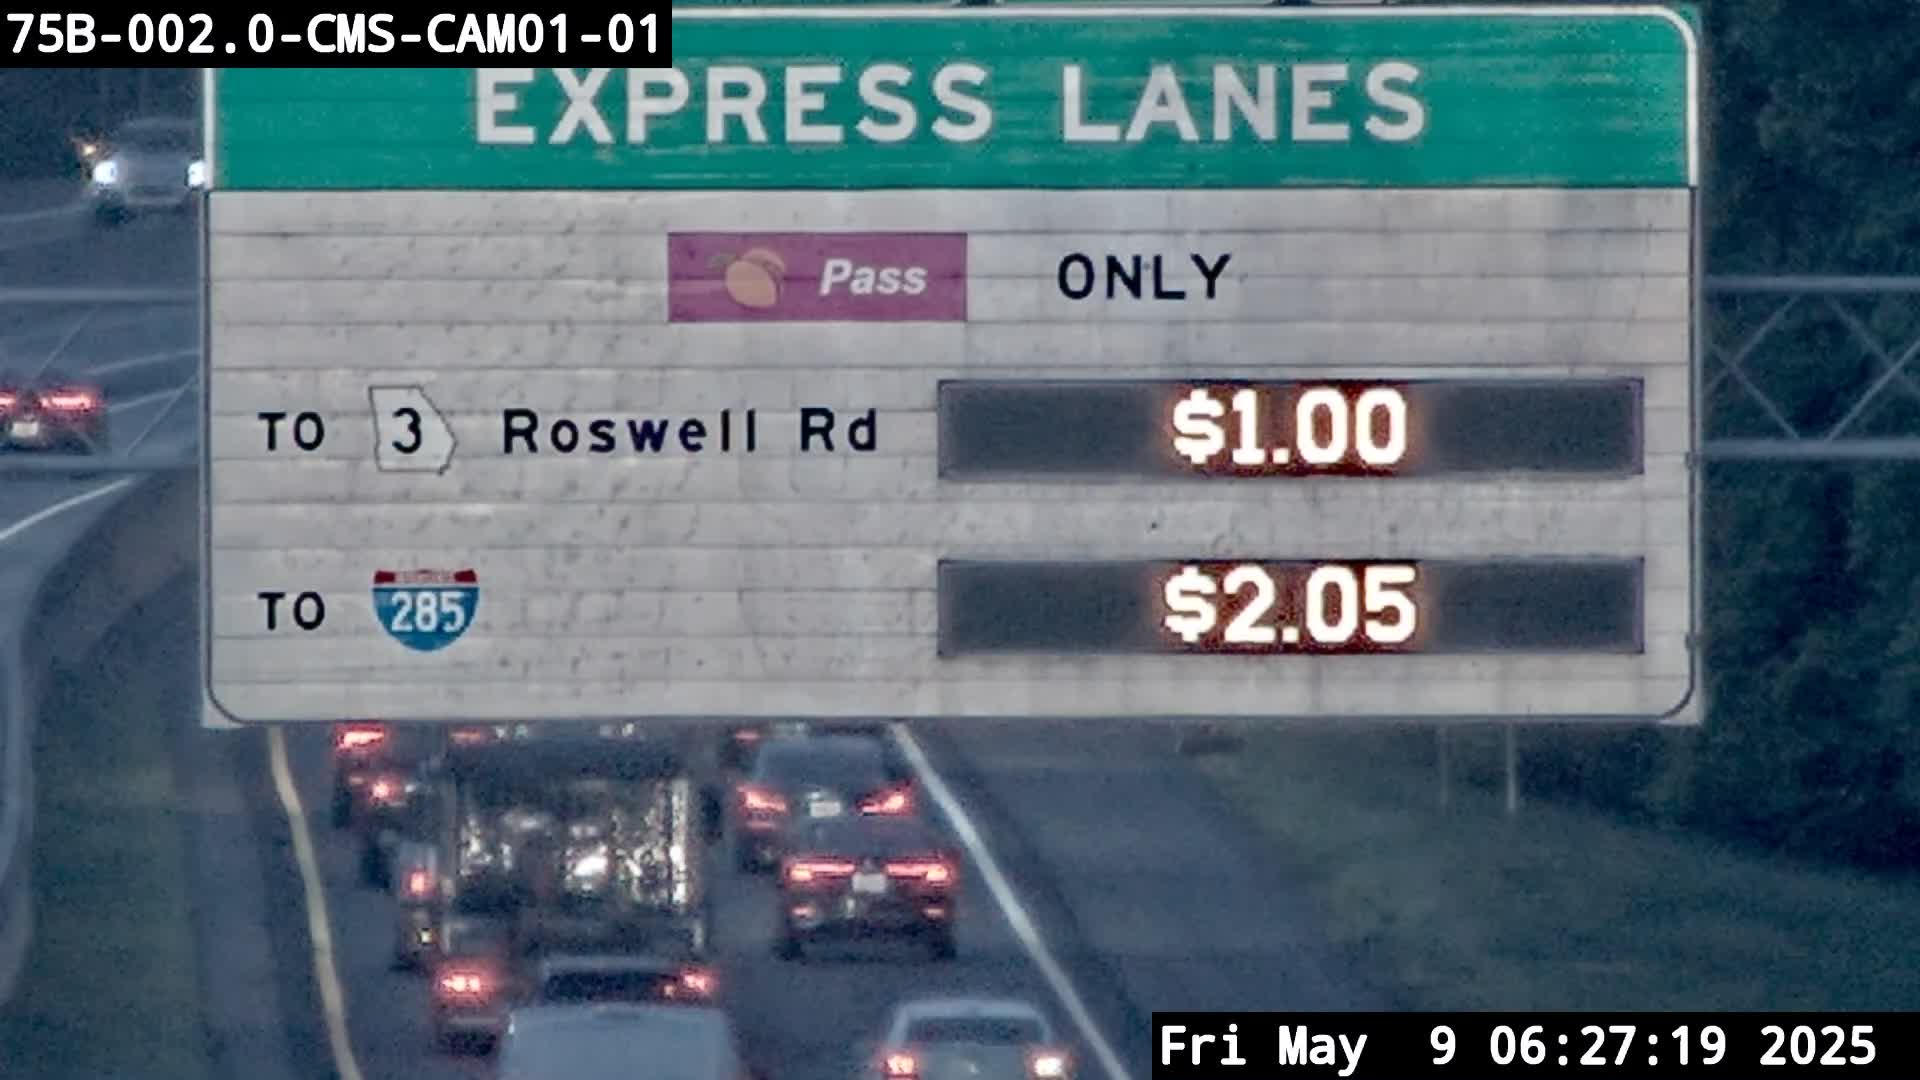 75B-002.0-CMS-CAM01-01
EXPRESS LANES
Pass ONLY
TO 3 Roswell Rd $1.00
TO 285 $2.05
Fri May 9 06:27:19 2025